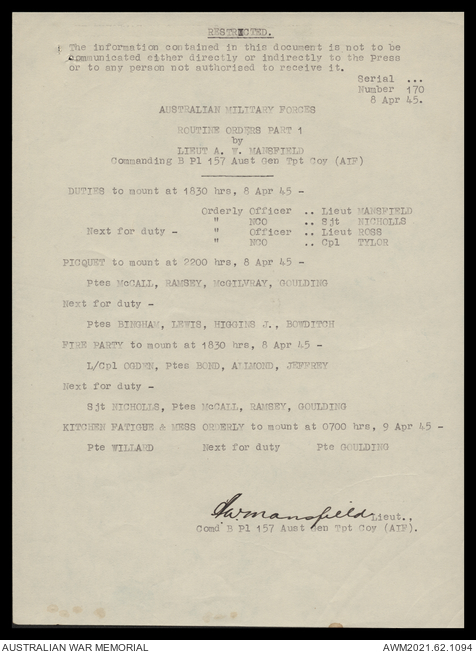 RESTRICTED.
The information contained in this document is not to be
communicated either directly or indirectly to the Press
or to any person not authorised to receive it.
Serial ...
Number 170
8 Apr 45.
AUSTRALIAN MILITARY FORCES
ROUTINE ORDERS PART 1
by
LIEUT A. W. MANSFIELD
Commanding B Pl 157 Aust Gen Tpt Coy (AIF)
DUTIES to mount at 1830 hrs, 8 Apr 45 -
Orderly Officer .. Lieut MANSFIELD
" NCO .. Sjt NICHOLLS
Next for duty - " Officer .. Lieut ROSS
" NCO .. Cpl TYLOR
PICQUET to mount at 2200 hrs, 8 Apr 45 -
Ptes McCALL, RAMSEY, McGILVRAY, GOULDING
Next for duty -
Ptes BINGHAM, LEWIS, HIGGINS J., BOWDITCH
FIRE PARTY to mount at 1830 hrs, 8 Apr 45 -
L/Cpl OGDEN, Ptes BOND, ALLMOND, JEFFREY
Next for duty -
Sjt NICHOLLS, Ptes McCALL, RAMSEY, GOULDING
KITCHEN FATIGUE & MESS ORDERLY to mount at 0700 hrs, 9 Apr 45 -
Pte WILLARD Next for duty Pte GOULDING
AWMansfield Lieut.,
Comd B Pl 157 Aust Gen Tpt Coy (AIF).
AUSTRALIAN WAR MEMORIAL AWM2021.62.1094